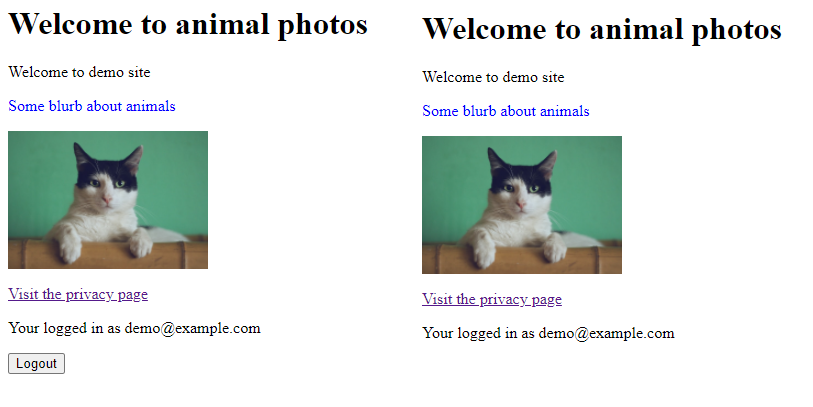 Welcome to animal photos
Welcome to demo site
Some blurb about animals
Visit the privacy page
Your logged in as demo@example.com
Logout
Welcome to animal photos
Welcome to demo site
Some blurb about animals
Visit the privacy page
Your logged in as demo@example.com